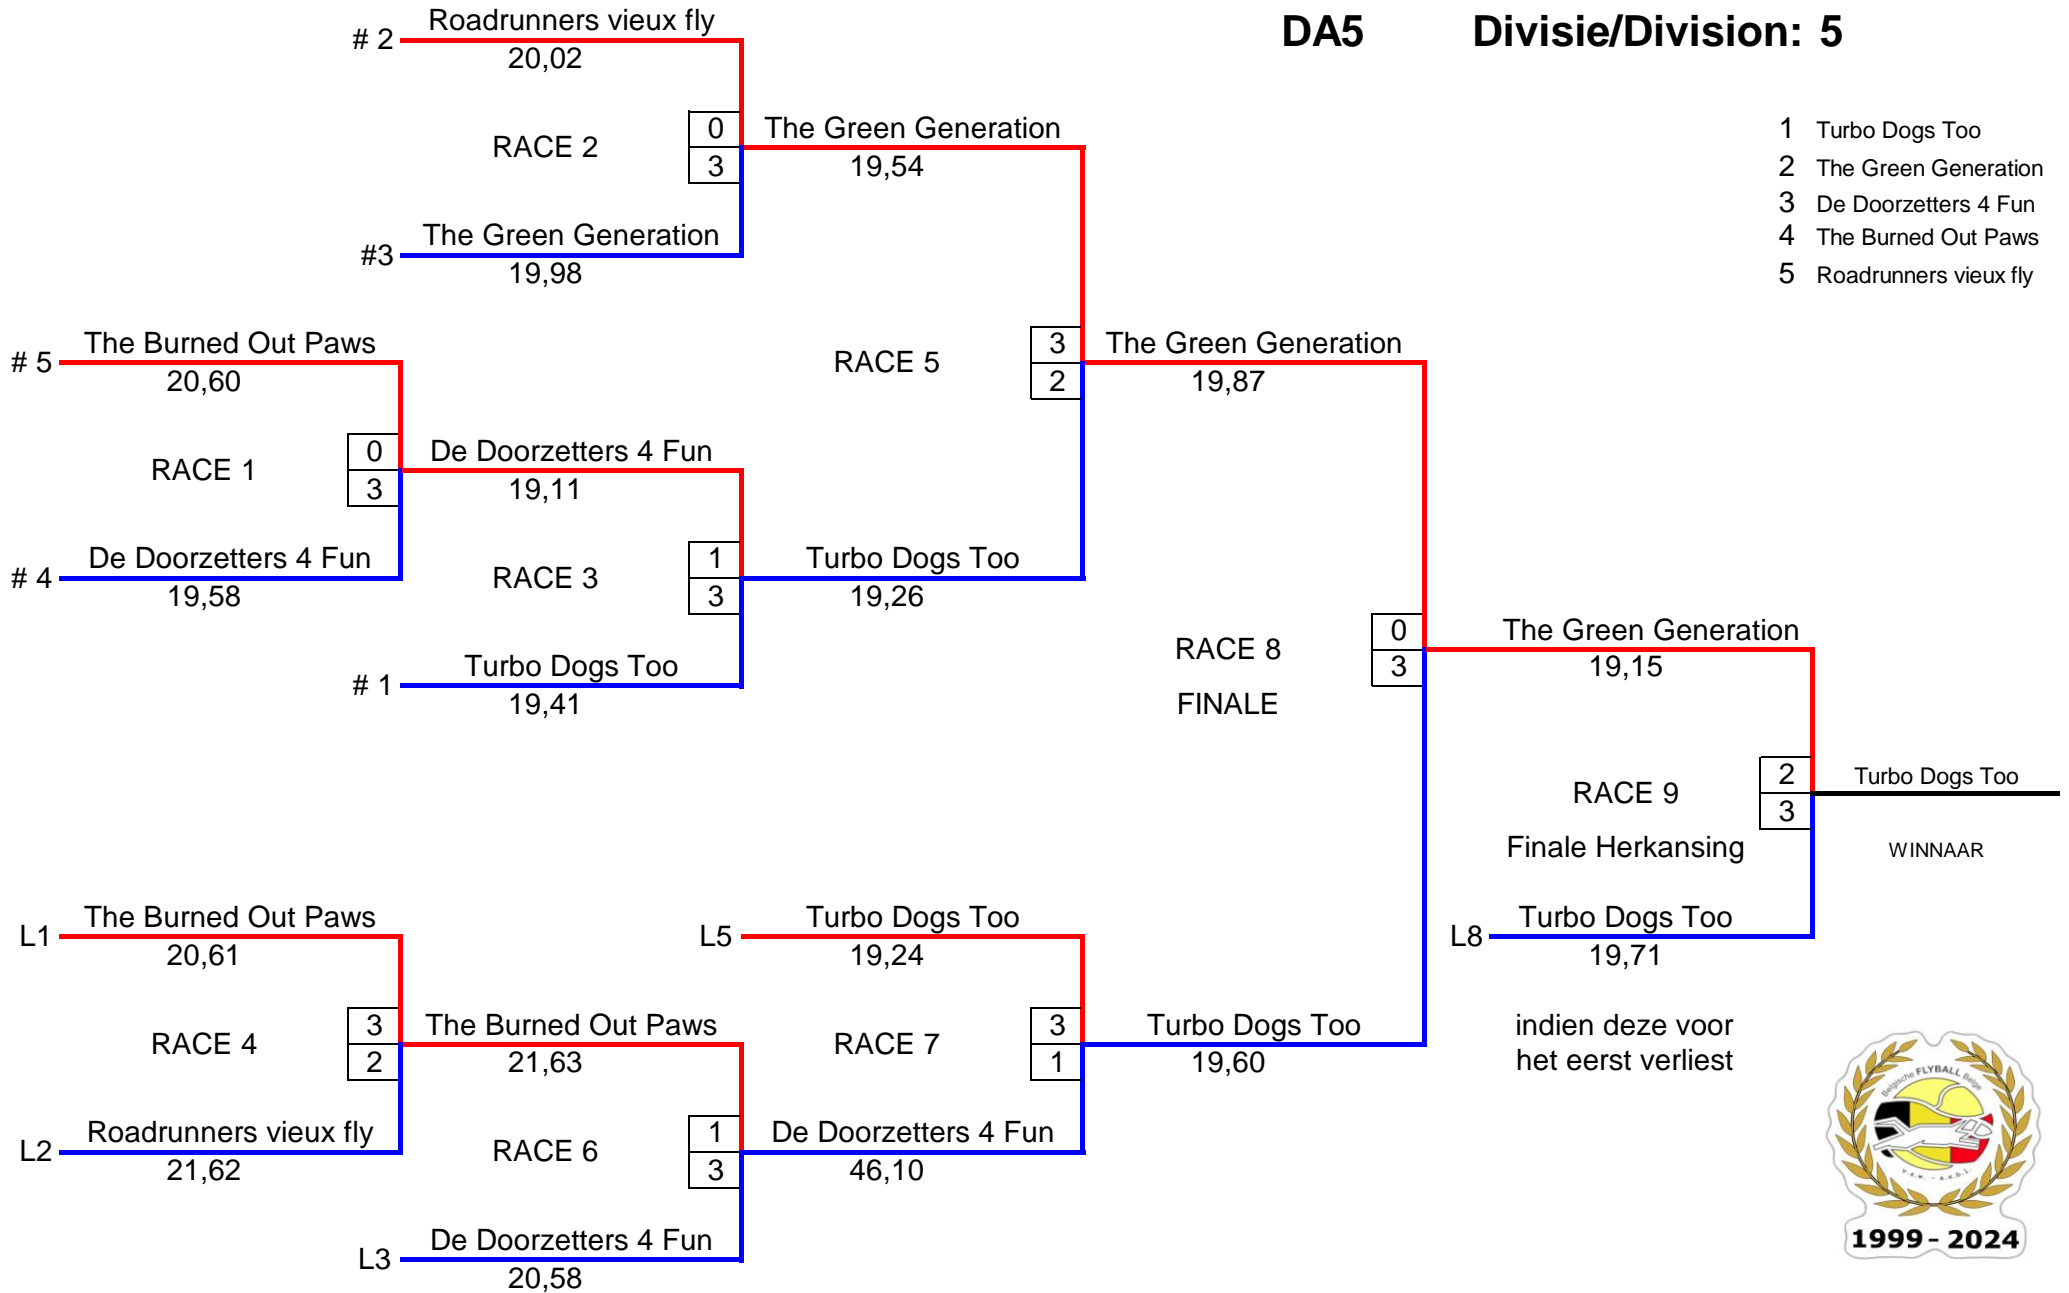 DA5 Divisie/Division: 5
# 2 Roadrunners vieux fly
20,02
RACE 2
0
3
The Green Generation
19,54
#3 The Green Generation
19,98
1 Turbo Dogs Too
2 The Green Generation
3 De Doorzetters 4 Fun
4 The Burned Out Paws
5 Roadrunners vieux fly
# 5 The Burned Out Paws
20,60
RACE 1
0
3
De Doorzetters 4 Fun
19,11
# 4 De Doorzetters 4 Fun
19,58
RACE 3
1
3
Turbo Dogs Too
19,26
# 1 Turbo Dogs Too
19,41
RACE 5
3
2
The Green Generation
19,87
RACE 8
FINALE
0
3
The Green Generation
19,15
RACE 9
2
3
Finale Herkansing
Turbo Dogs Too
WINNAAR
L1 The Burned Out Paws
20,61
RACE 4
3
2
The Burned Out Paws
21,63
L2 Roadrunners vieux fly
21,62
RACE 6
1
3
De Doorzetters 4 Fun
46,10
L3 De Doorzetters 4 Fun
20,58
L5 Turbo Dogs Too
19,24
RACE 7
3
1
Turbo Dogs Too
19,60
L8 Turbo Dogs Too
19,71
indien deze voor
het eerst verliest
Belgische FLYBALL Belge
v.z.w. - a.s.b.l.
1999 - 2024